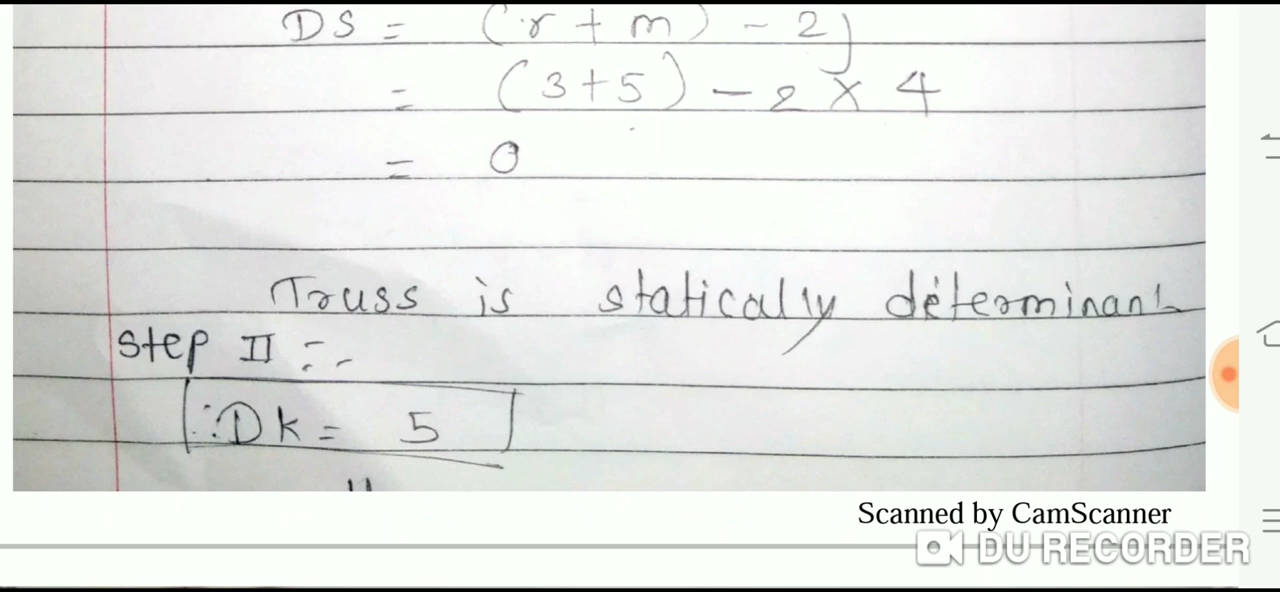 DS = (r + m) - 2j
= (3+5) - 2 × 4
= 0
Truss is statically determinant
step II :-
∴ Dk = 5
Scanned by CamScanner
DU RECORDER